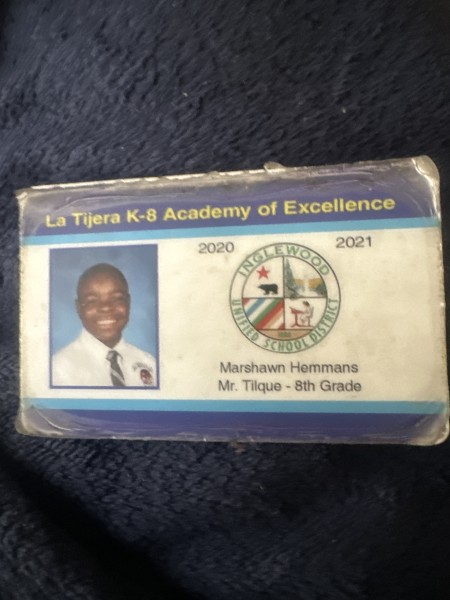 La Tijera K-8 Academy of Excellence
2020 2021
INGLEWOOD
UNIFIED SCHOOL DISTRICT
Marshawn Hemmans
Mr. Tilque - 8th Grade